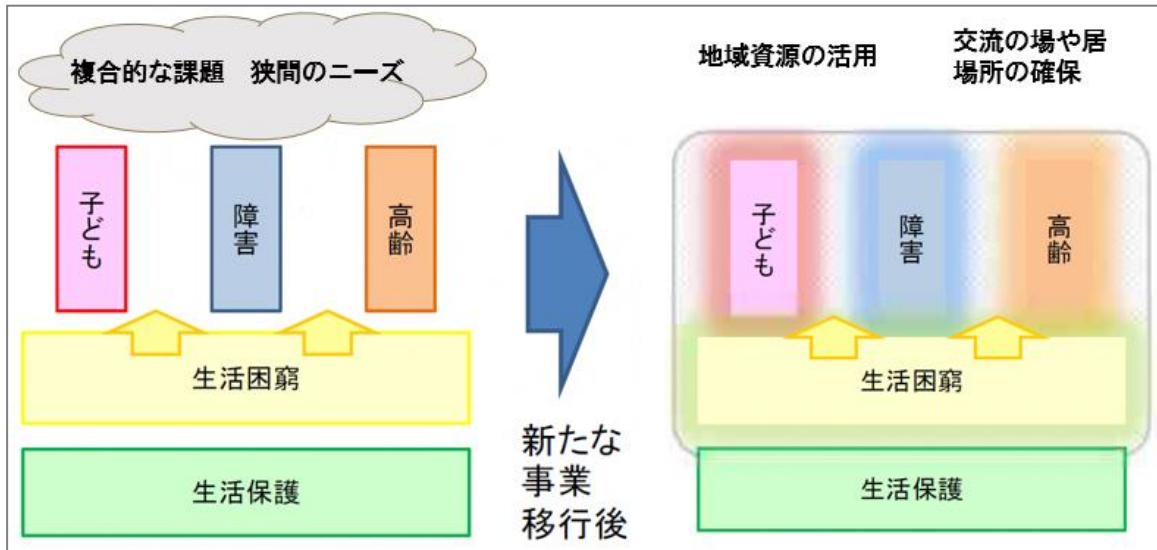 複合的な課題　狭間のニーズ
子ども
障害
高齢
生活困窮
生活保護
新たな
事業
移行後
地域資源の活用
交流の場や居
場所の確保
子ども
障害
高齢
生活困窮
生活保護